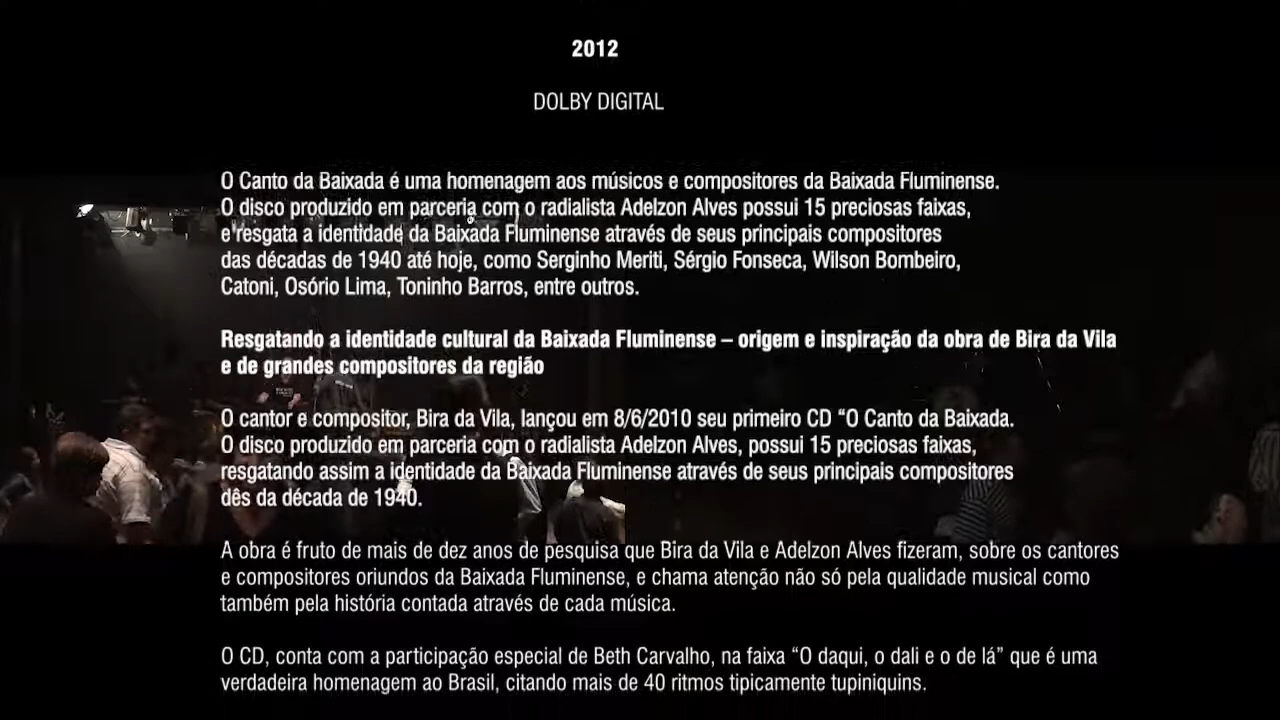 2012
DOLBY DIGITAL
O Canto da Baixada é uma homenagem aos músicos e compositores da Baixada Fluminense.
O disco produzido em parceria com o radialista Adelzon Alves possui 15 preciosas faixas,
e resgata a identidade da Baixada Fluminense através de seus principais compositores
das décadas de 1940 até hoje, como Serginho Meriti, Sérgio Fonseca, Wilson Bombeiro,
Catoni, Osório Lima, Toninho Barros, entre outros.
Resgatando a identidade cultural da Baixada Fluminense – origem e inspiração da obra de Bira da Vila
e de grandes compositores da região
O cantor e compositor, Bira da Vila, lançou em 8/6/2010 seu primeiro CD “O Canto da Baixada.
O disco produzido em parceria com o radialista Adelzon Alves, possui 15 preciosas faixas,
resgatando assim a identidade da Baixada Fluminense através de seus principais compositores
dês da década de 1940.
A obra é fruto de mais de dez anos de pesquisa que Bira da Vila e Adelzon Alves fizeram, sobre os cantores
e compositores oriundos da Baixada Fluminense, e chama atenção não só pela qualidade musical como
também pela história contada através de cada música.
O CD, conta com a participação especial de Beth Carvalho, na faixa “O daqui, o dali e o de lá” que é uma
verdadeira homenagem ao Brasil, citando mais de 40 ritmos tipicamente tupiniquins.